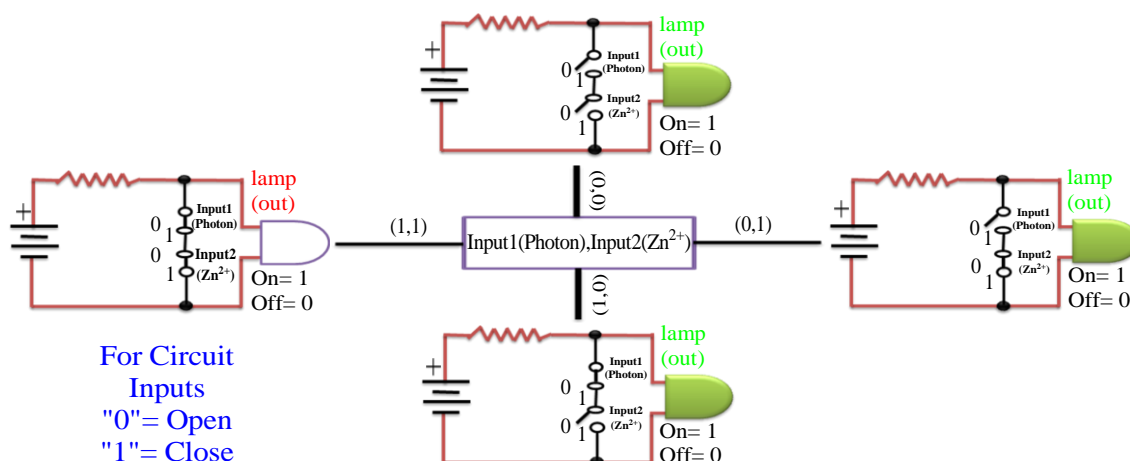 lamp
(out)
+
Input1
(Photon)
0
1
Input2
(Zn²⁺)
0
1
On= 1
Off= 0
(0,0)
lamp
(out)
+
Input1
(Photon)
0
1
Input2
(Zn²⁺)
0
1
On= 1
Off= 0
(1,1)
Input1(Photon),Input2(Zn²⁺)
(0,1)
lamp
(out)
+
Input1
(Photon)
0
1
Input2
(Zn²⁺)
0
1
On= 1
Off= 0
(1,0)
lamp
(out)
+
Input1
(Photon)
0
1
Input2
(Zn²⁺)
0
1
On= 1
Off= 0
For Circuit
Inputs
"0"= Open
"1"= Close